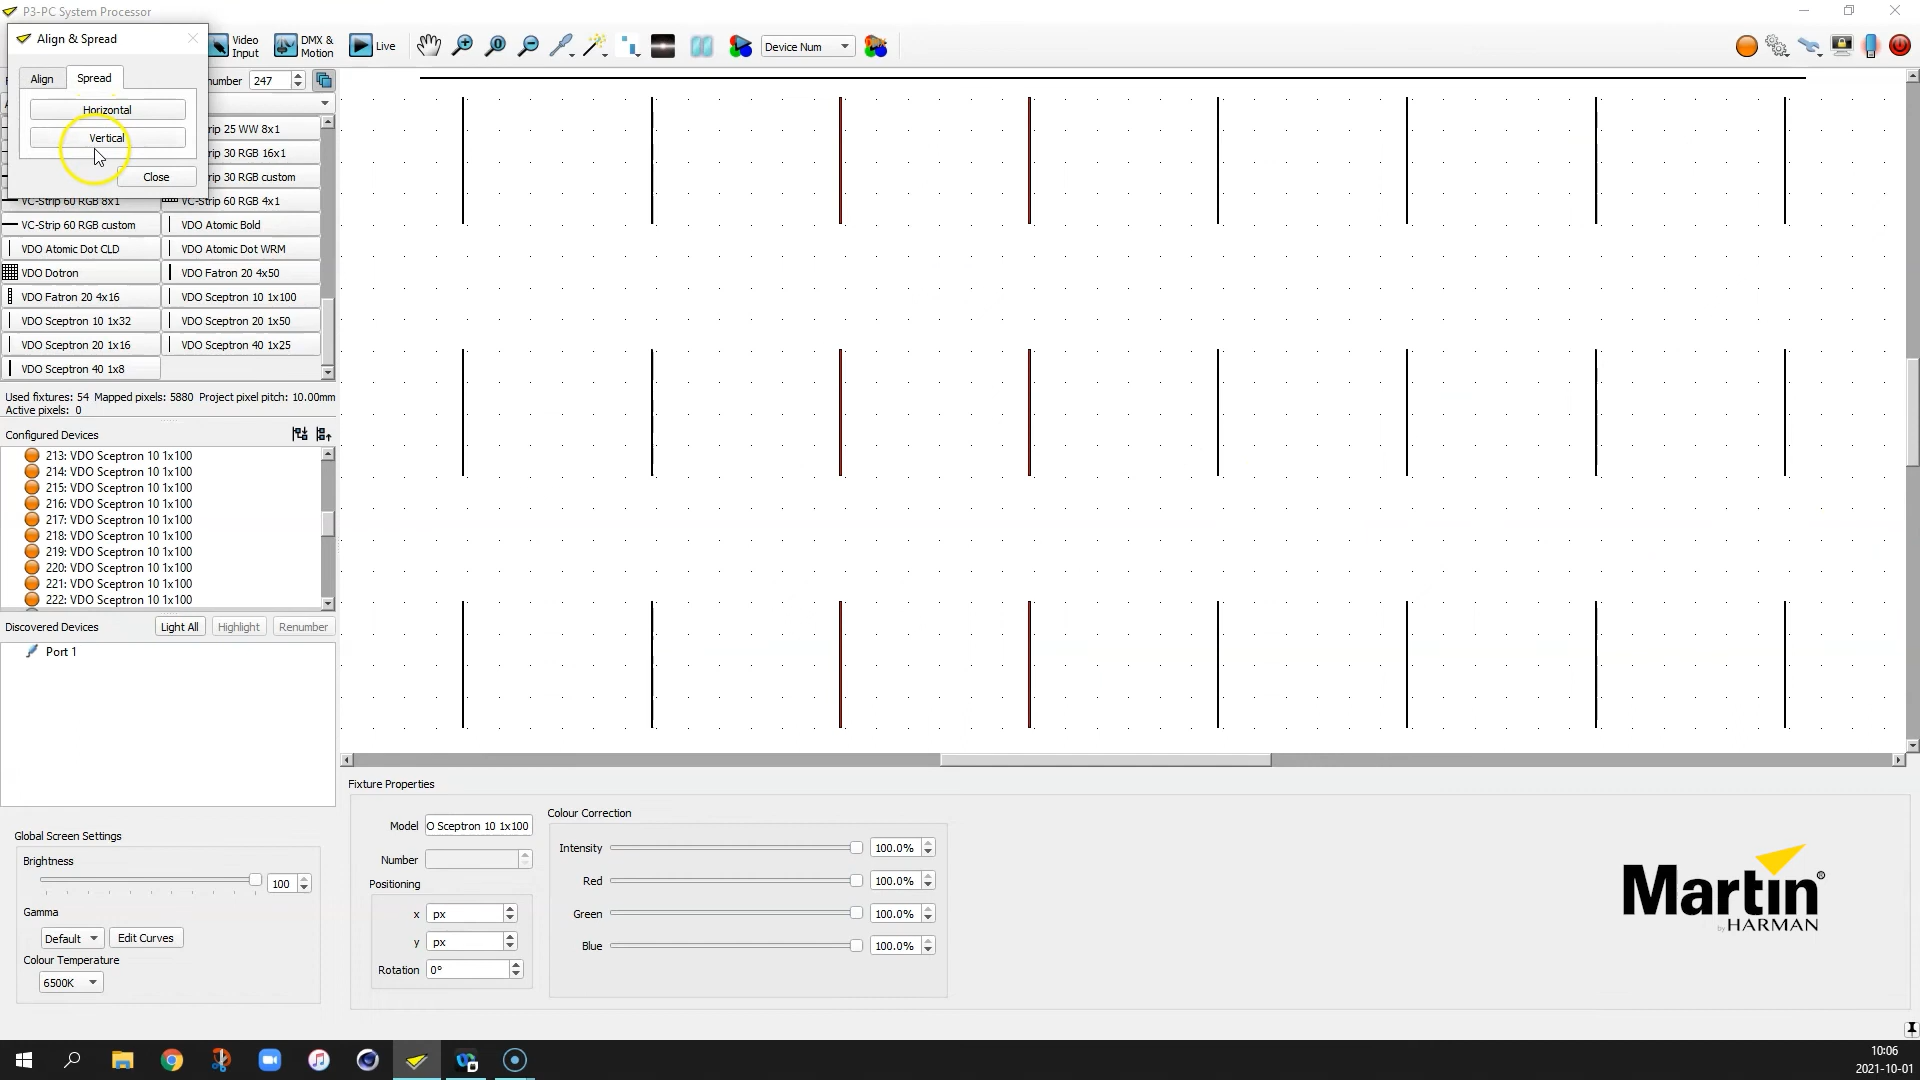 P3-PC System Processor
Align & Spread
Video Input
DMX & Motion
Live
Device Num
Align
Spread
umber 247
Horizontal
Vertical
Close
rip 25 WW 8x1
rip 30 RGB 16x1
rip 30 RGB custom
VC-Strip 60 RGB 8x1
VC-Strip 60 RGB 4x1
VC-Strip 60 RGB custom
VDO Atomic Bold
VDO Atomic Dot CLD
VDO Atomic Dot WRM
VDO Dotron
VDO Fatron 20 4x50
VDO Fatron 20 4x16
VDO Sceptron 10 1x100
VDO Sceptron 10 1x32
VDO Sceptron 20 1x50
VDO Sceptron 20 1x16
VDO Sceptron 40 1x25
VDO Sceptron 40 1x8
Used fixtures: 54 Mapped pixels: 5880 Project pixel pitch: 10.00mm
Active pixels: 0
Configured Devices
213: VDO Sceptron 10 1x100
214: VDO Sceptron 10 1x100
215: VDO Sceptron 10 1x100
216: VDO Sceptron 10 1x100
217: VDO Sceptron 10 1x100
218: VDO Sceptron 10 1x100
219: VDO Sceptron 10 1x100
220: VDO Sceptron 10 1x100
221: VDO Sceptron 10 1x100
222: VDO Sceptron 10 1x100
Discovered Devices
Light All
Highlight
Renumber
Port 1
Global Screen Settings
Brightness
100
Gamma
Default
Edit Curves
Colour Temperature
6500K
Fixture Properties
Model O Sceptron 10 1x100
Number
Positioning
x px
y px
Rotation 0°
Colour Correction
Intensity 100.0%
Red 100.0%
Green 100.0%
Blue 100.0%
Martin®
by HARMAN
10:06
2021-10-01